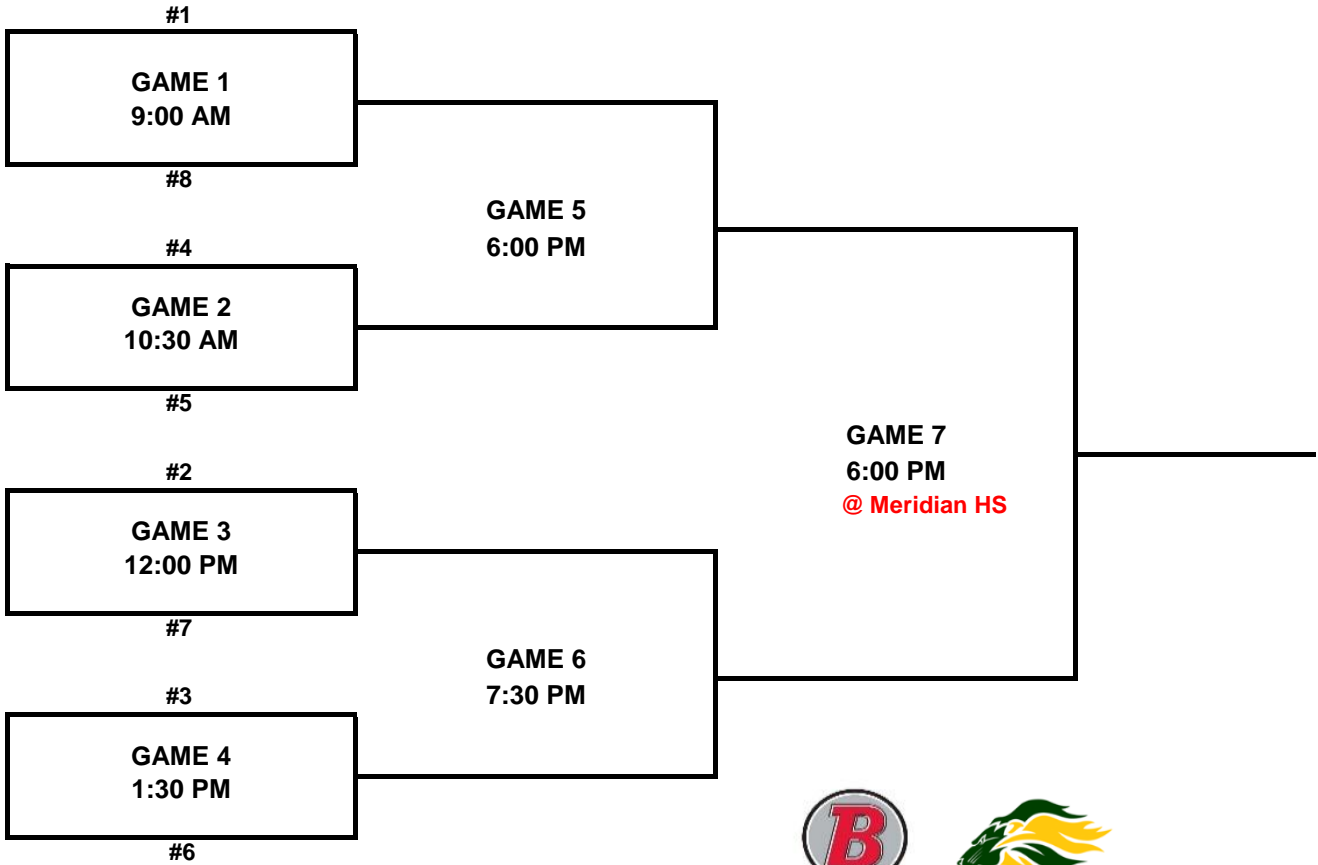 #1
GAME 1
9:00 AM
#8
GAME 5
6:00 PM
#4
GAME 2
10:30 AM
#5
GAME 7
6:00 PM
@ Meridian HS
#2
GAME 3
12:00 PM
#7
GAME 6
7:30 PM
#3
GAME 4
1:30 PM
#6
B